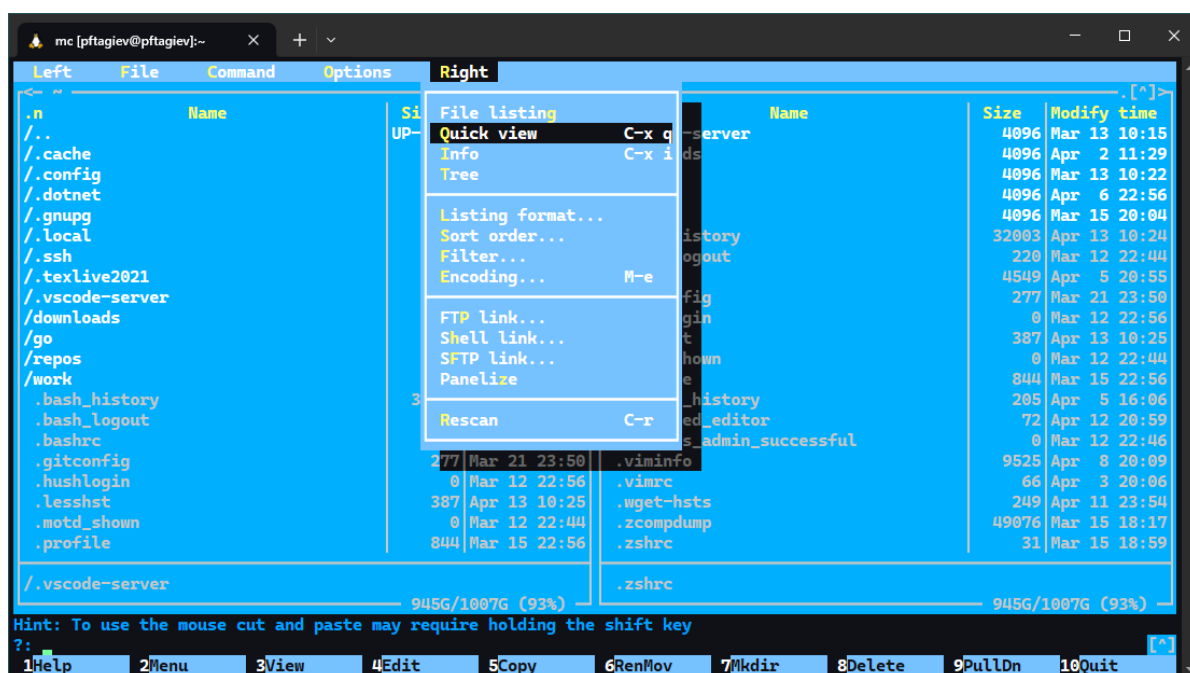 mc [pftagiev@pftagiev]:~
Left File Command Options Right
<- ~ .[^]>
.n Name Si File listing Name Size Modify time
/.. UP- Quick view C-x q -server 4096 Mar 13 10:15
/.cache Info C-x i ds 4096 Apr 2 11:29
/.config Tree 4096 Mar 13 10:22
/.dotnet 4096 Apr 6 22:56
/.gnupg Listing format... 4096 Mar 15 20:04
/.local Sort order... istory 32003 Apr 13 10:24
/.ssh Filter... ogout 220 Mar 12 22:44
/.texlive2021 Encoding... M-e 4549 Apr 5 20:55
/.vscode-server fig 277 Mar 21 23:50
/downloads FTP link... gin 0 Mar 12 22:56
/go Shell link... t 387 Apr 13 10:25
/repos SFTP link... hown 0 Mar 12 22:44
/work Panelize e 844 Mar 15 22:56
.bash_history 3 _history 205 Apr 5 16:06
.bash_logout Rescan C-r ed_editor 72 Apr 12 20:59
.bashrc s_admin_successful 0 Mar 12 22:46
.gitconfig 277 Mar 21 23:50 .viminfo 9525 Apr 8 20:09
.hushlogin 0 Mar 12 22:56 .vimrc 66 Apr 3 20:06
.lesshst 387 Apr 13 10:25 .wget-hsts 249 Apr 11 23:54
.motd_shown 0 Mar 12 22:44 .zcompdump 49076 Mar 15 18:17
.profile 844 Mar 15 22:56 .zshrc 31 Mar 15 18:59
/.vscode-server .zshrc
945G/1007G (93%) 945G/1007G (93%)
Hint: To use the mouse cut and paste may require holding the shift key
?: [^]
1Help 2Menu 3View 4Edit 5Copy 6RenMov 7Mkdir 8Delete 9PullDn 10Quit